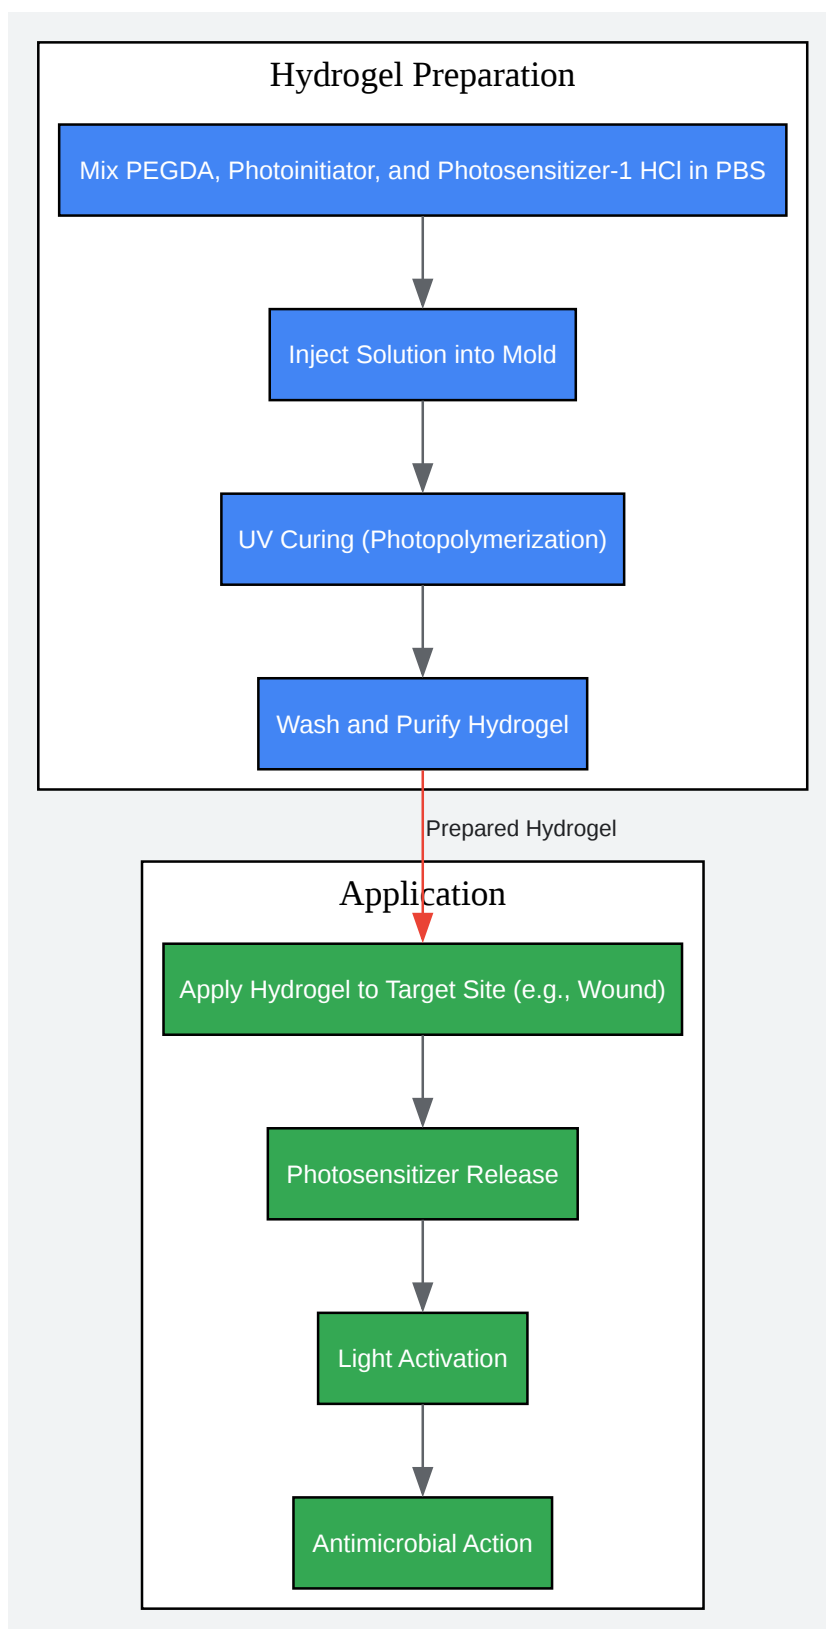 Hydrogel Preparation
Mix PEGDA, Photoinitiator, and Photosensitizer-1 HCl in PBS
Inject Solution into Mold
UV Curing (Photopolymerization)
Wash and Purify Hydrogel
Prepared Hydrogel
Application
Apply Hydrogel to Target Site (e.g., Wound)
Photosensitizer Release
Light Activation
Antimicrobial Action